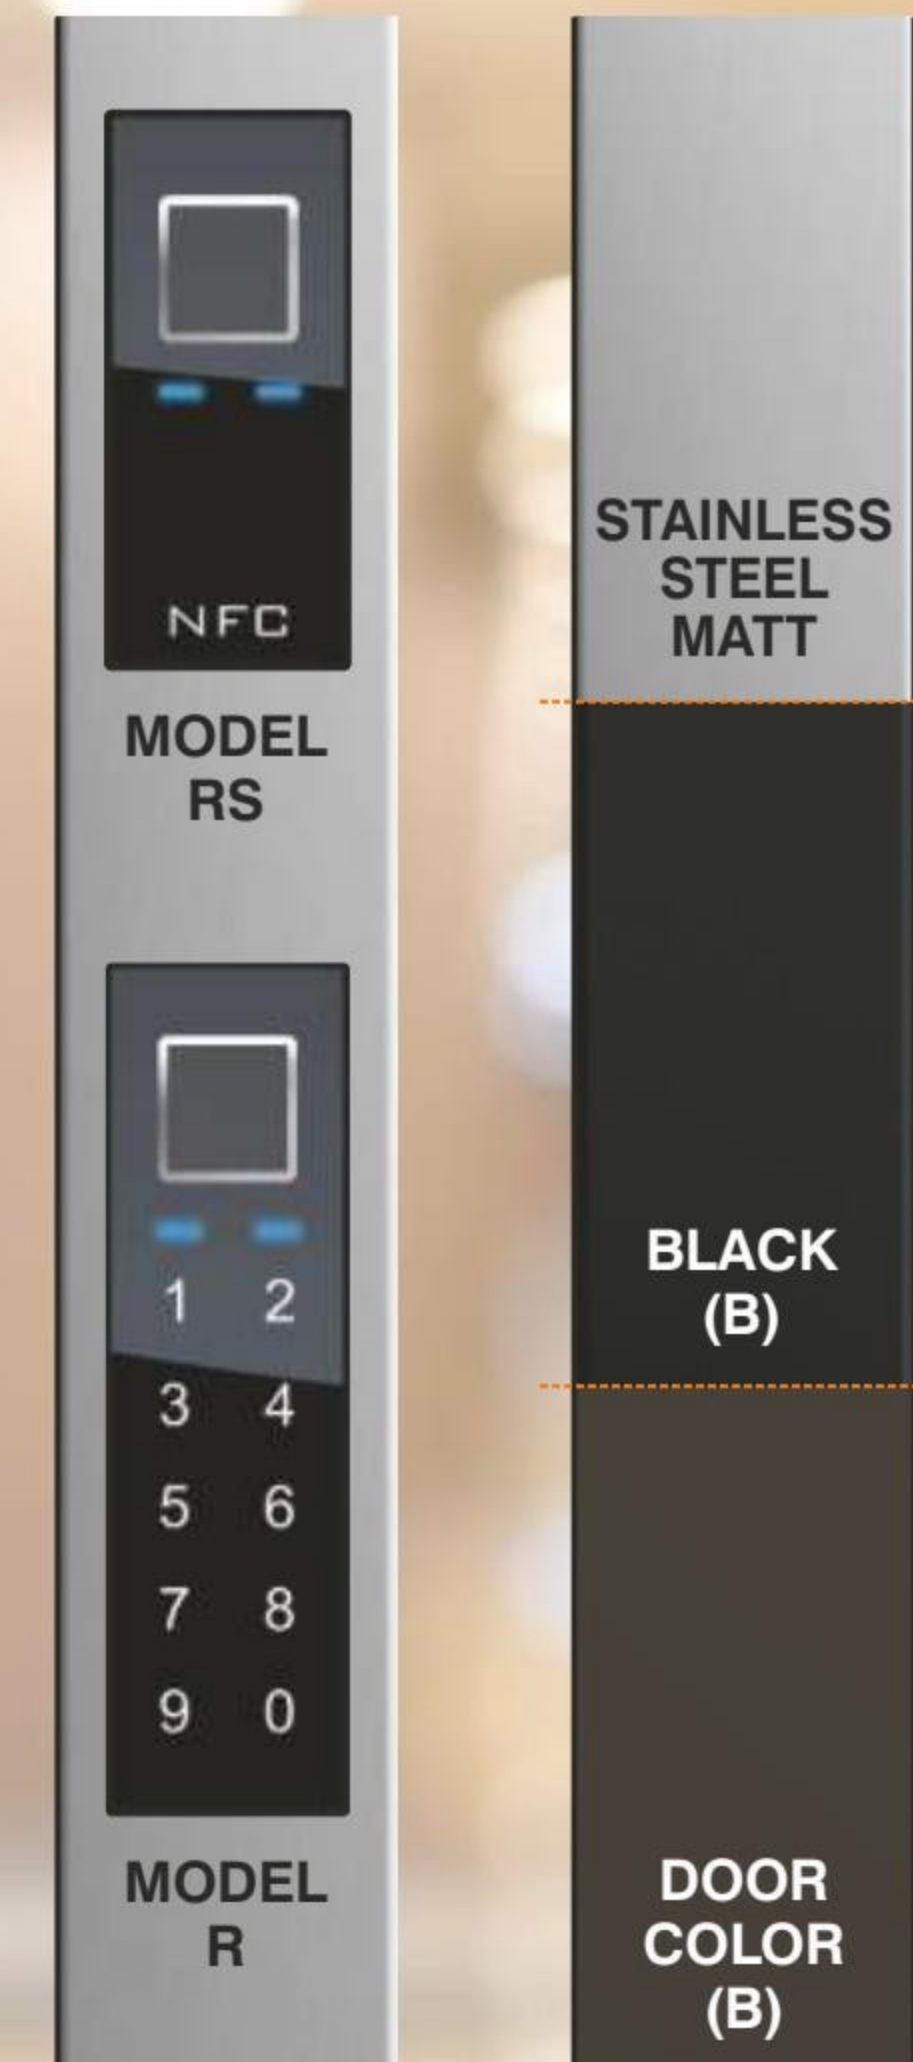 NFC
MODEL
RS
1 2
3 4
5 6
7 8
9 0
MODEL
R
STAINLESS
STEEL
MATT
BLACK
(B)
DOOR
COLOR
(B)